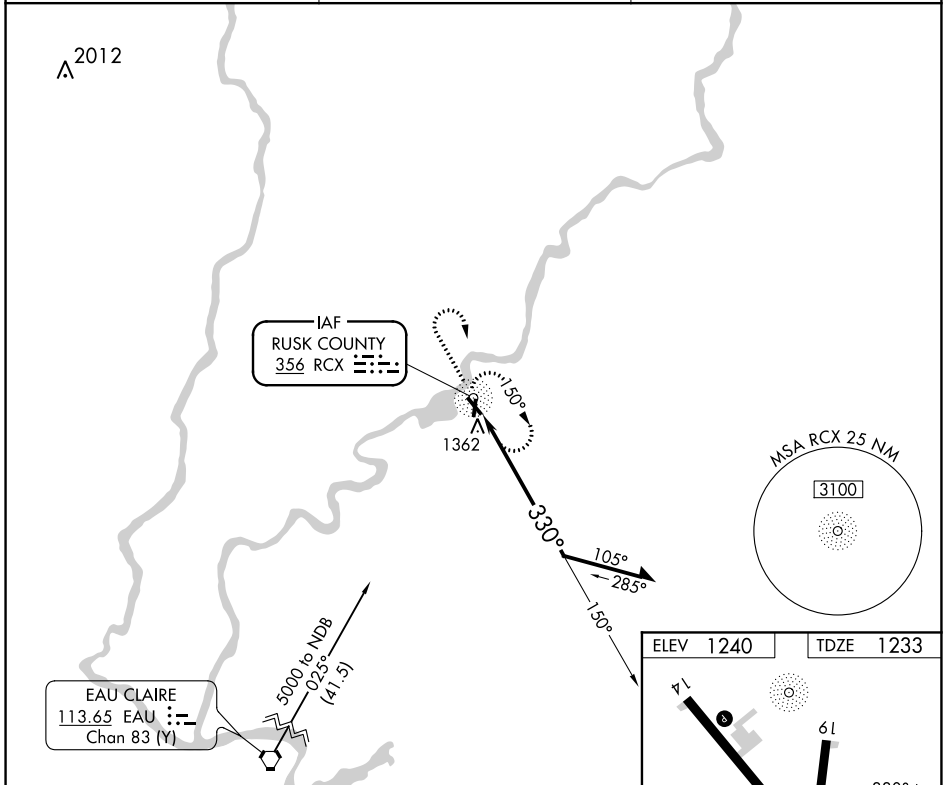 2012
IAF
RUSK COUNTY
356 RCX
150°
1362
MSA RCX 25 NM
3100
330°
105°
285°
150°
5000 to NDB
025°
(41.5)
EAU CLAIRE
113.65 EAU
Chan 83 (Y)
ELEV 1240
TDZE 1233
14
P
19